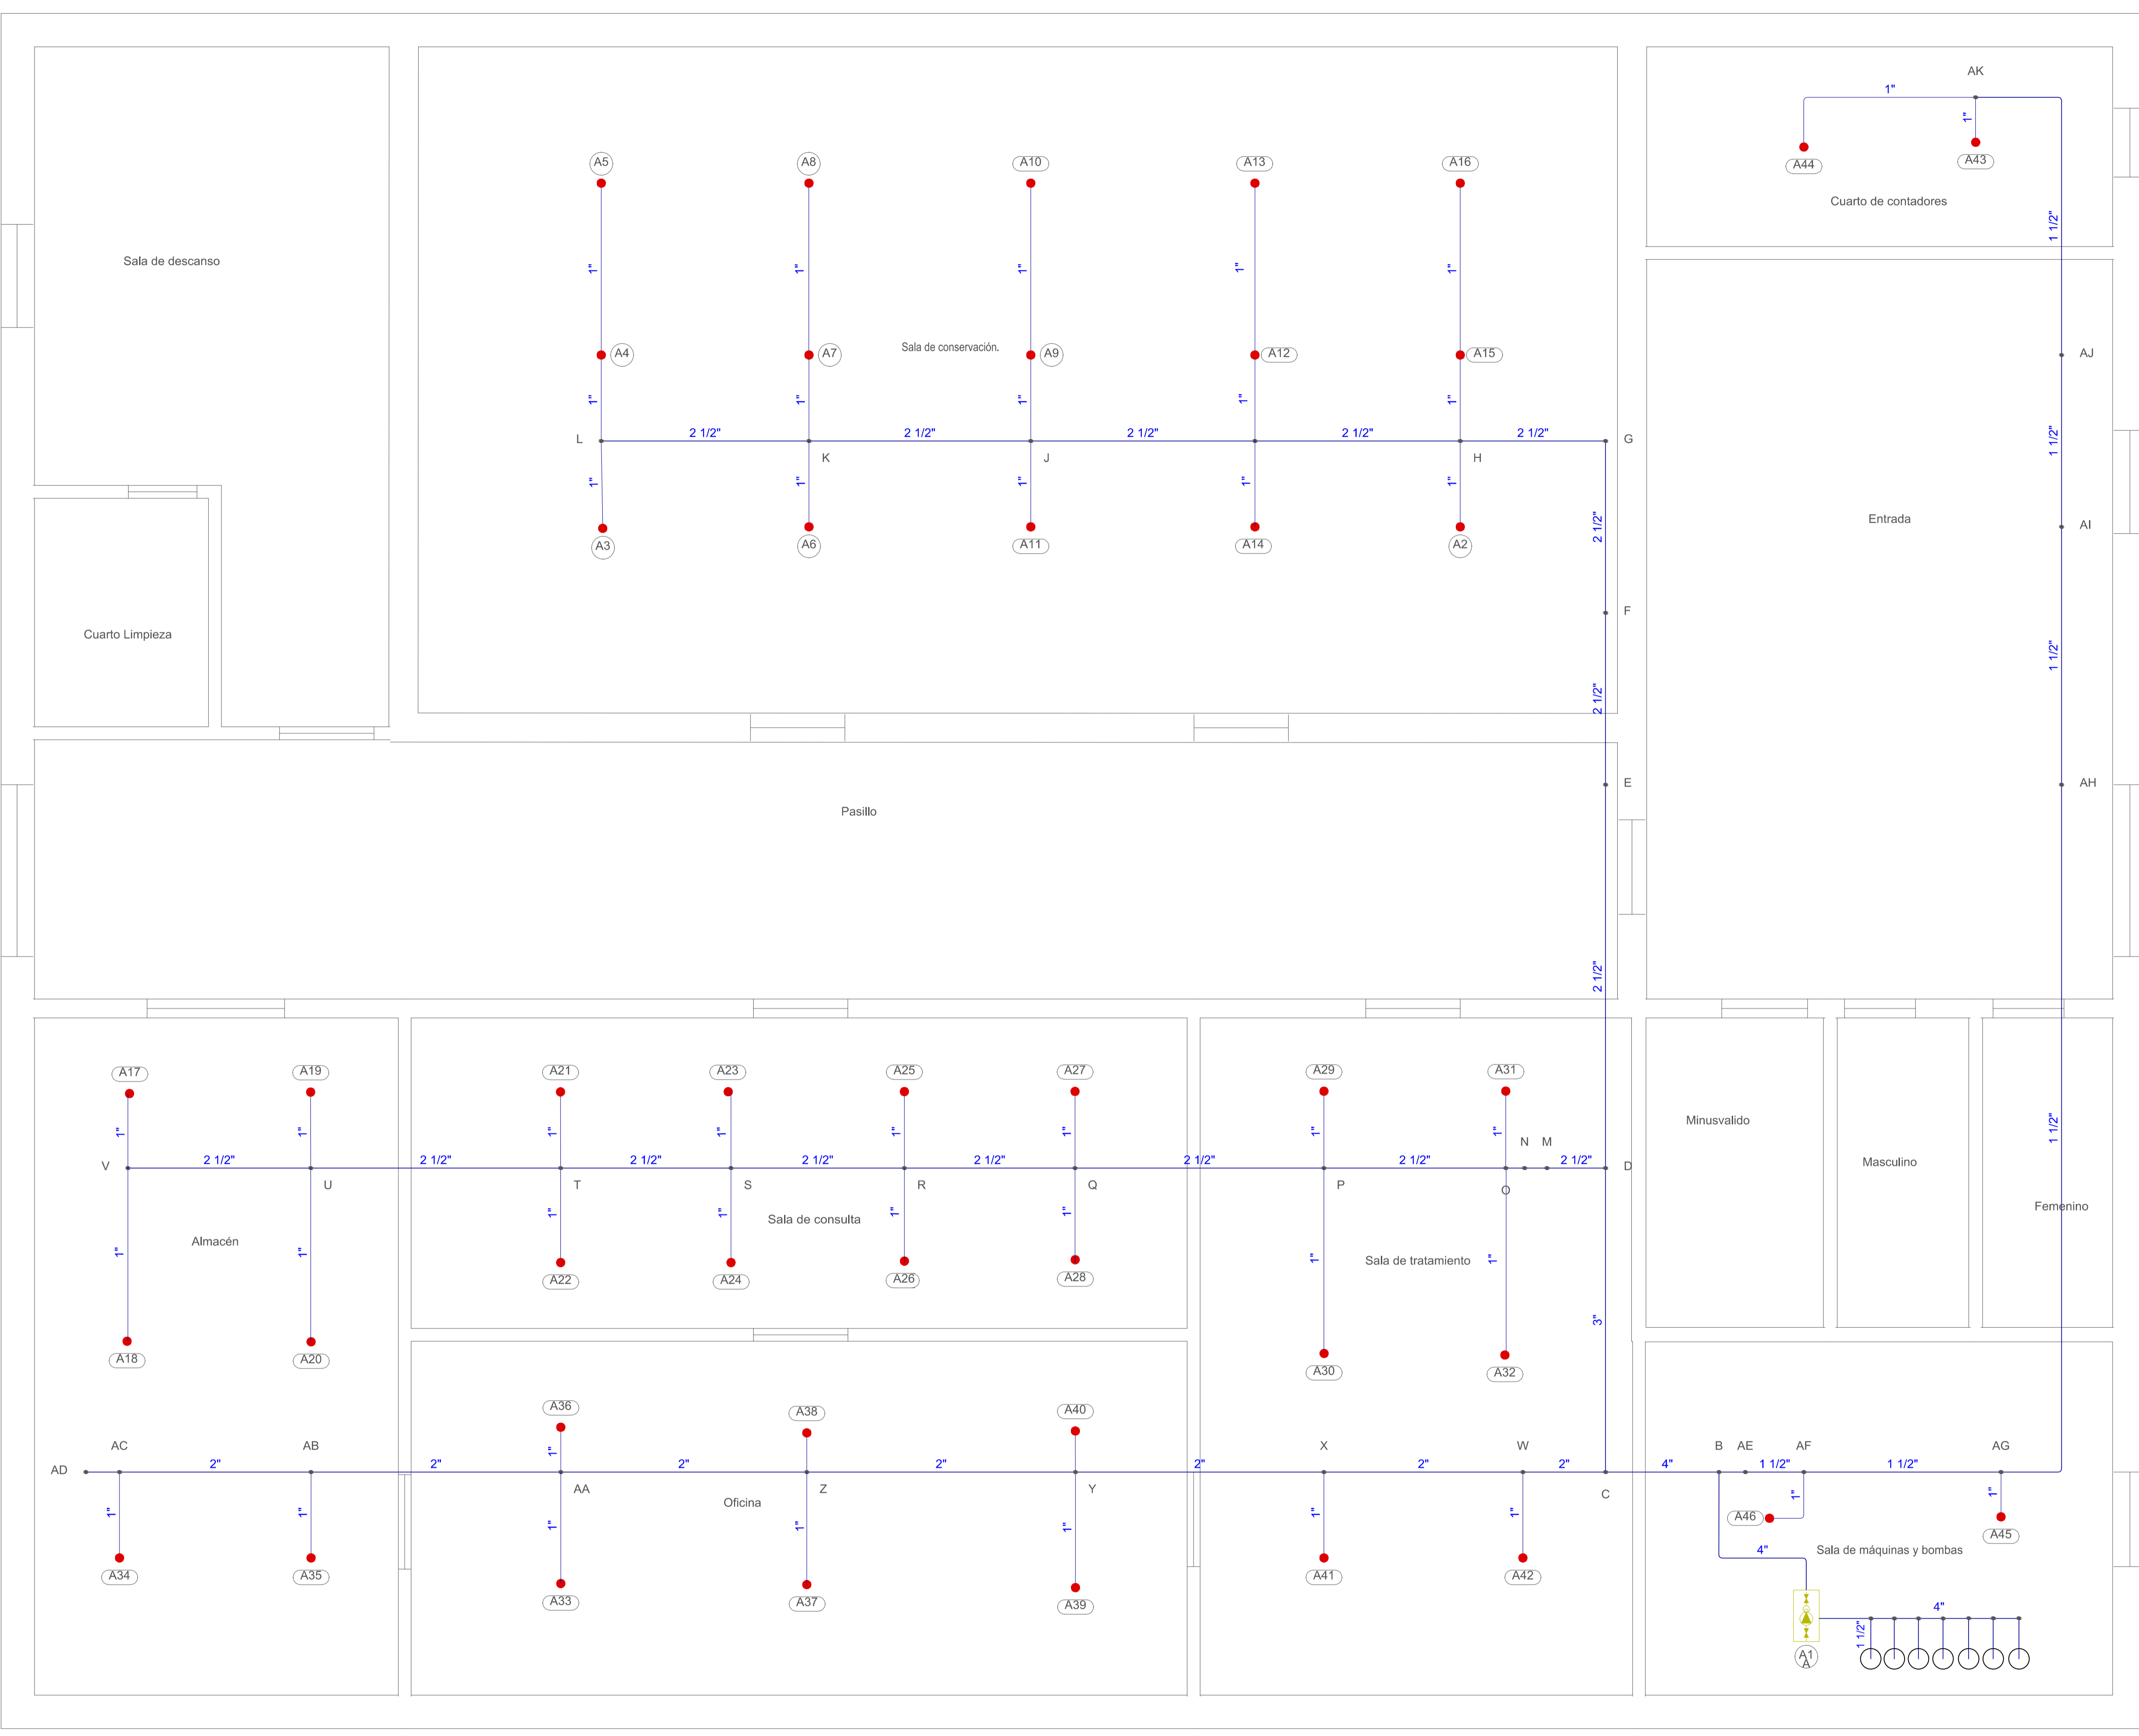 AK
1"
1"
A5
A8
A10
A13
A16
A44
A43
Cuarto de contadores
1 1/2"
Sala de descanso
1"
1"
1"
1"
1"
A4
A7
Sala de conservación.
A9
A12
A15
AJ
1"
1"
1"
1"
1"
L
2 1/2"
2 1/2"
2 1/2"
2 1/2"
2 1/2"
G
1 1/2"
K
J
H
1"
1"
1"
1"
1"
2 1/2"
Entrada
AI
A3
A6
A11
A14
A2
F
Cuarto Limpieza
1 1/2"
2 1/2"
E
AH
Pasillo
2 1/2"
A17
A19
A21
A23
A25
A27
A29
A31
1"
1"
1"
1"
1"
1"
1"
1"
N
M
Minusvalido
1 1/2"
V
2 1/2"
2 1/2"
2 1/2"
2 1/2"
2 1/2"
2 1/2"
2 1/2"
2 1/2"
D
Masculino
U
T
S
R
Q
P
O
Femenino
1"
1"
1"
1"
Sala de consulta
Almacén
1"
1"
1"
1"
Sala de tratamiento
A22
A24
A26
A28
3"
A18
A20
A30
A32
A36
A38
A40
AC
AB
1"
X
W
B
AE
AF
AG
AD
2"
2"
2"
2"
2"
2"
2"
4"
1 1/2"
1 1/2"
AA
Z
Y
C
1"
1"
1"
1"
1"
1"
1"
1"
1"
Oficina
A46
A45
4"
Sala de máquinas y bombas
A34
A35
A33
A37
A39
A41
A42
4"
1 1/2"
A1
A